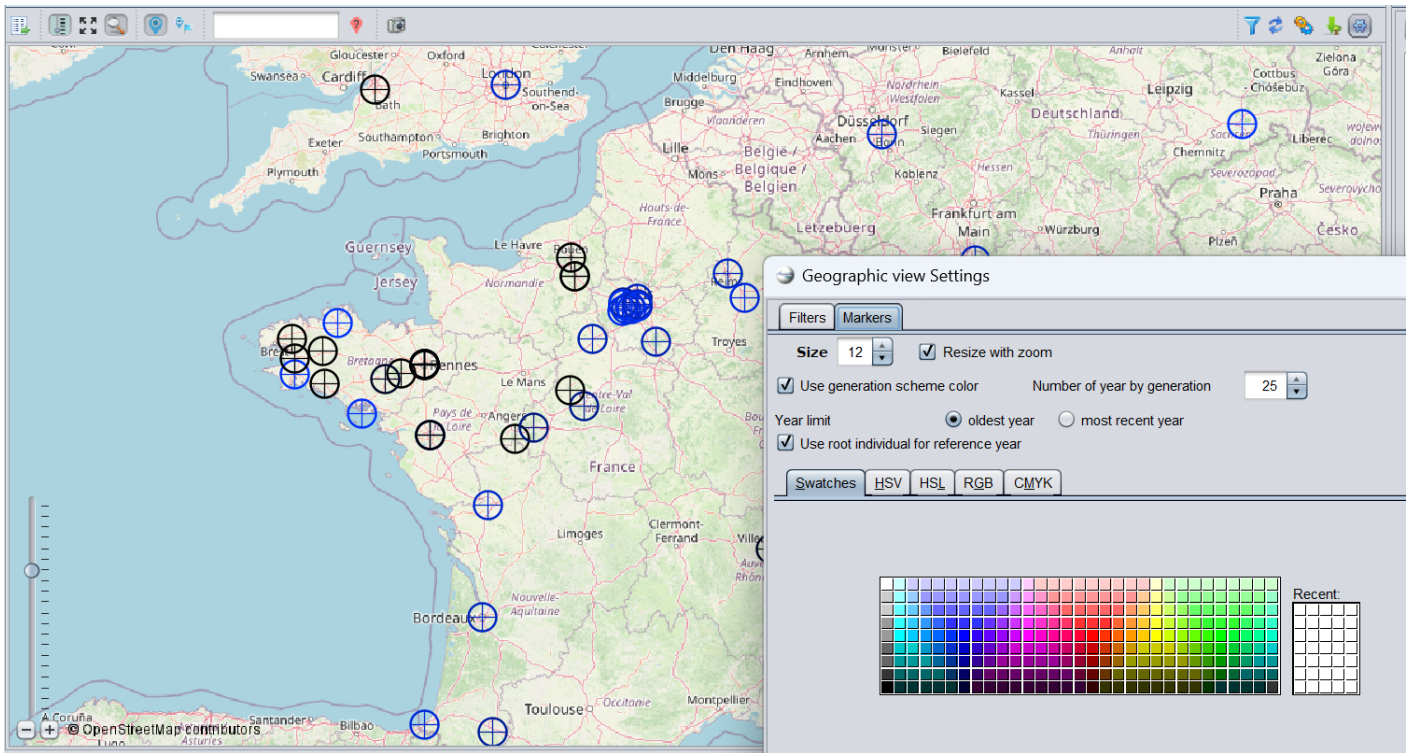 Gloucester
Oxford
Colchester
Swansea
Cardiff
London
Southend-
on-Sea
Bath
Exeter
Southampton
Brighton
Portsmouth
Plymouth
Den Haag
Arnhem
Münster
Bielefeld
Anhalt
Zielona
Góra
Middelburg
Eindhoven
Nordrhein-
Westfalen
Kassel
Leipzig
Cottbus
- Chóśebuz
Brugge
Vlaanderen
Düsseldorf
Deutschland
Aachen
Bonn
Siegen
Thüringen
Sachsen
Liberec
Lille
België /
Belgique /
Belgien
Mons
Hessen
Chemnitz
Koblenz
Severozápad
Praha
Severovýcho
Hauts-de-
France
Frankfurt am
Main
Würzburg
Letzebuerg
Plzeň
Česko
Guernsey
Jersey
Le Havre
Rouen
Normandie
Reims
Troyes
Brest
Bretagne
Rennes
Le Mans
Centre-Val
de Loire
Pays de
la Loire
Angers
France
Limoges
Clermont-
Ferrand
Nouvelle-
Aquitaine
Bordeaux
Toulouse
Occitanie
Montpellier
A Coruña
Lugo
Asturies
Santander
Bilbao
© OpenStreetMap contributors
Geographic view Settings
Filters
Markers
Size 12
Resize with zoom
Use generation scheme color
Number of year by generation 25
Year limit
oldest year
most recent year
Use root individual for reference year
Swatches
HSV
HSL
RGB
CMYK
Recent: